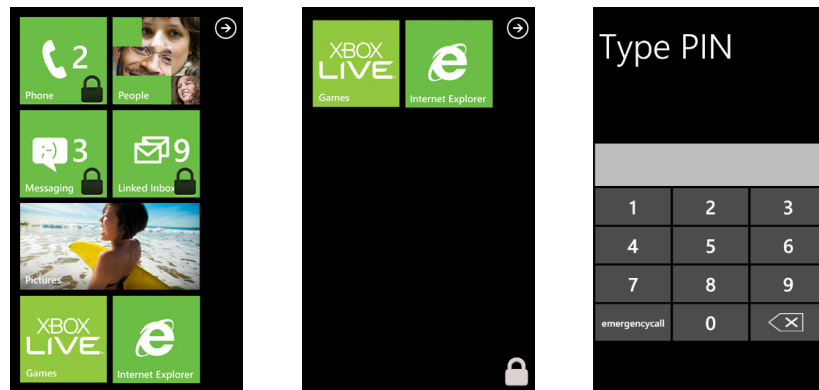 2
Phone
People
;-) 3
Messaging
9
Linked Inbox
Pictures
XBOX
LIVE
Games
Internet Explorer
XBOX
LIVE
Games
Internet Explorer
Type PIN
1 2 3
4 5 6
7 8 9
emergencycall 0